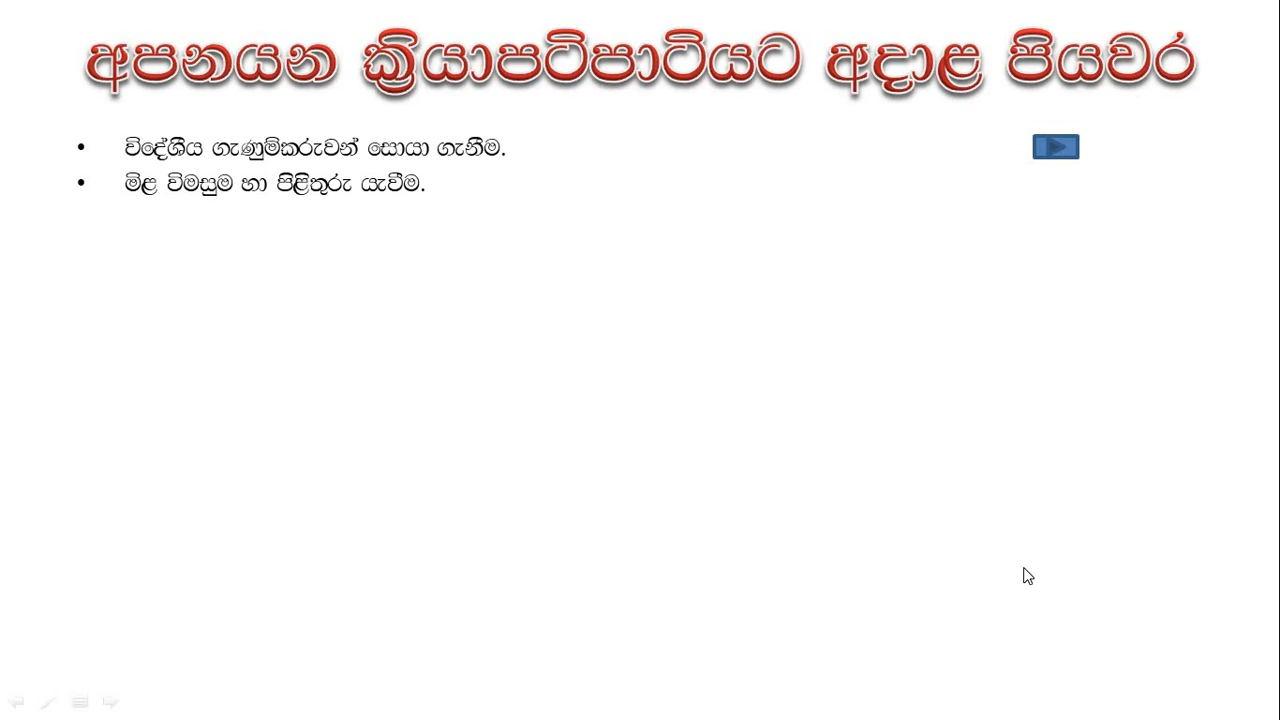 අපනයන ක්‍රියාපටිපාටියට අදාළ පියවර
• විදේශීය ගැණුම්කරුවන් සොයා ගැනීම.
• මිළ විමසුම හා පිළිතුරු යැවීම.